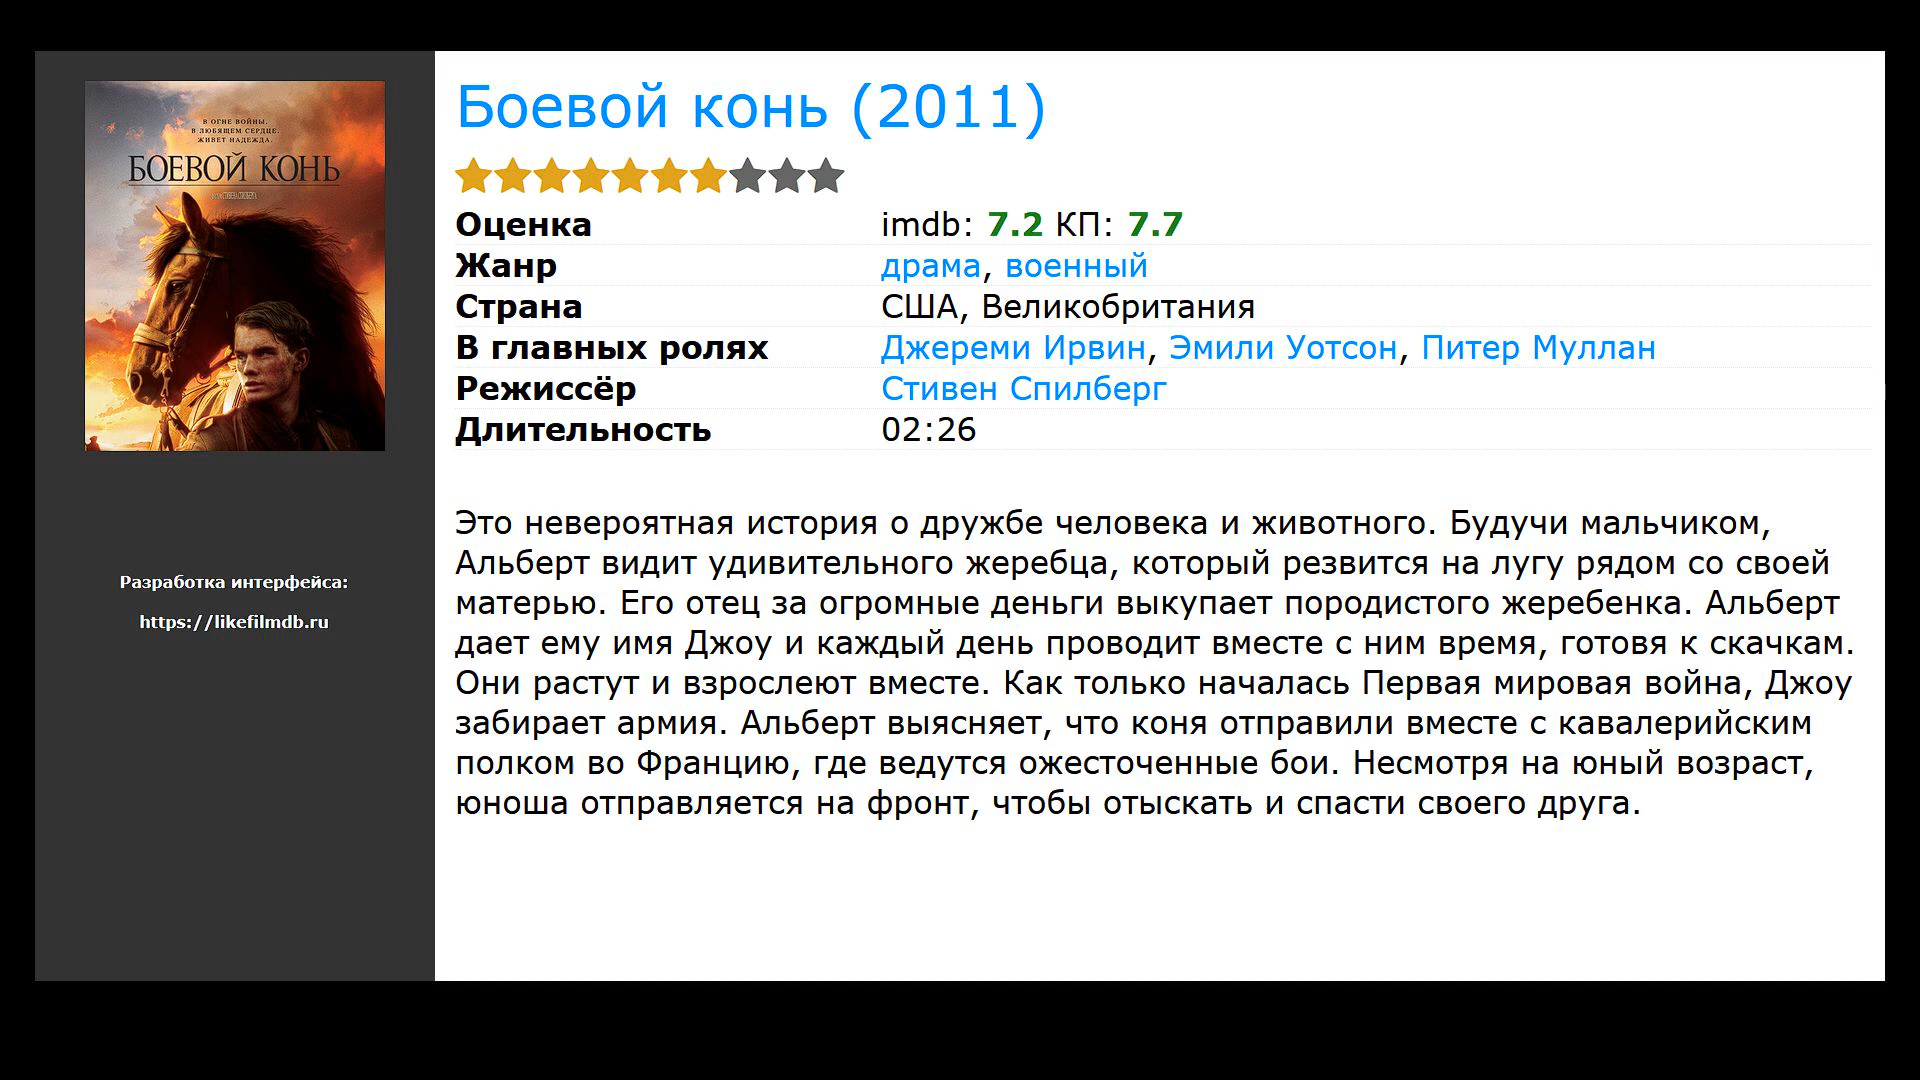 В ОГНЕ ВОЙНЫ.
В ЛЮБЯЩЕМ СЕРДЦЕ.
ЖИВЕТ НАДЕЖДА.
БОЕВОЙ КОНЬ
Разработка интерфейса:
https://likefilmdb.ru
Боевой конь (2011)
Оценка imdb: 7.2 КП: 7.7
Жанр драма, военный
Страна США, Великобритания
В главных ролях Джереми Ирвин, Эмили Уотсон, Питер Муллан
Режиссёр Стивен Спилберг
Длительность 02:26
Это невероятная история о дружбе человека и животного. Будучи мальчиком,
Альберт видит удивительного жеребца, который резвится на лугу рядом со своей
матерью. Его отец за огромные деньги выкупает породистого жеребенка. Альберт
дает ему имя Джоу и каждый день проводит вместе с ним время, готовя к скачкам.
Они растут и взрослеют вместе. Как только началась Первая мировая война, Джоу
забирает армия. Альберт выясняет, что коня отправили вместе с кавалерийским
полком во Францию, где ведутся ожесточенные бои. Несмотря на юный возраст,
юноша отправляется на фронт, чтобы отыскать и спасти своего друга.